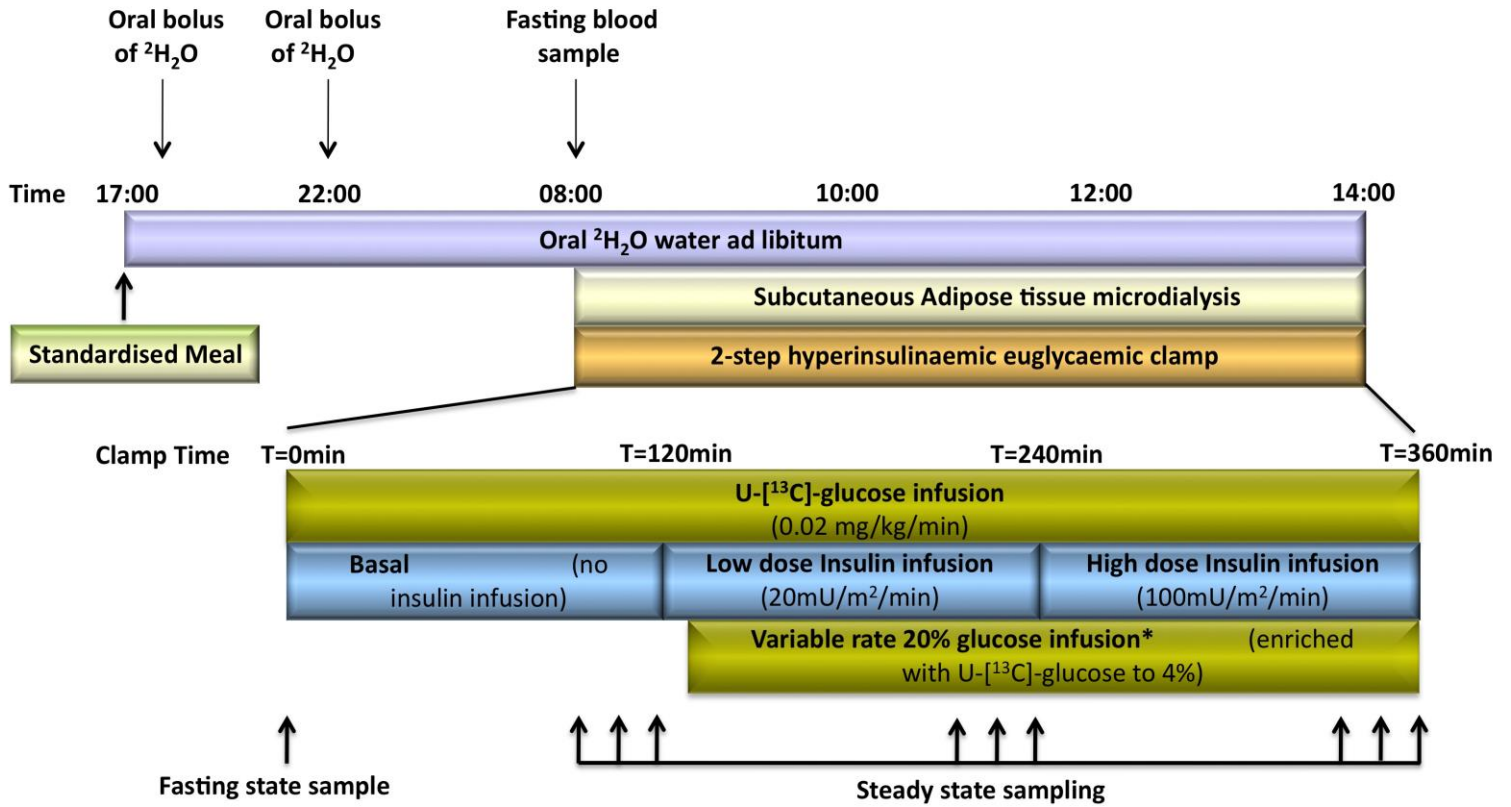 Oral bolus
of ²H₂O
Oral bolus
of ²H₂O
Fasting blood
sample
Time 17:00 22:00 08:00 10:00 12:00 14:00
Oral ²H₂O water ad libitum
Subcutaneous Adipose tissue microdialysis
Standardised Meal
2-step hyperinsulinaemic euglycaemic clamp
Clamp Time T=0min T=120min T=240min T=360min
U-[¹³C]-glucose infusion
(0.02 mg/kg/min)
Basal (no
insulin infusion)
Low dose Insulin infusion
(20mU/m²/min)
High dose Insulin infusion
(100mU/m²/min)
Variable rate 20% glucose infusion* (enriched
with U-[¹³C]-glucose to 4%)
Fasting state sample
Steady state sampling